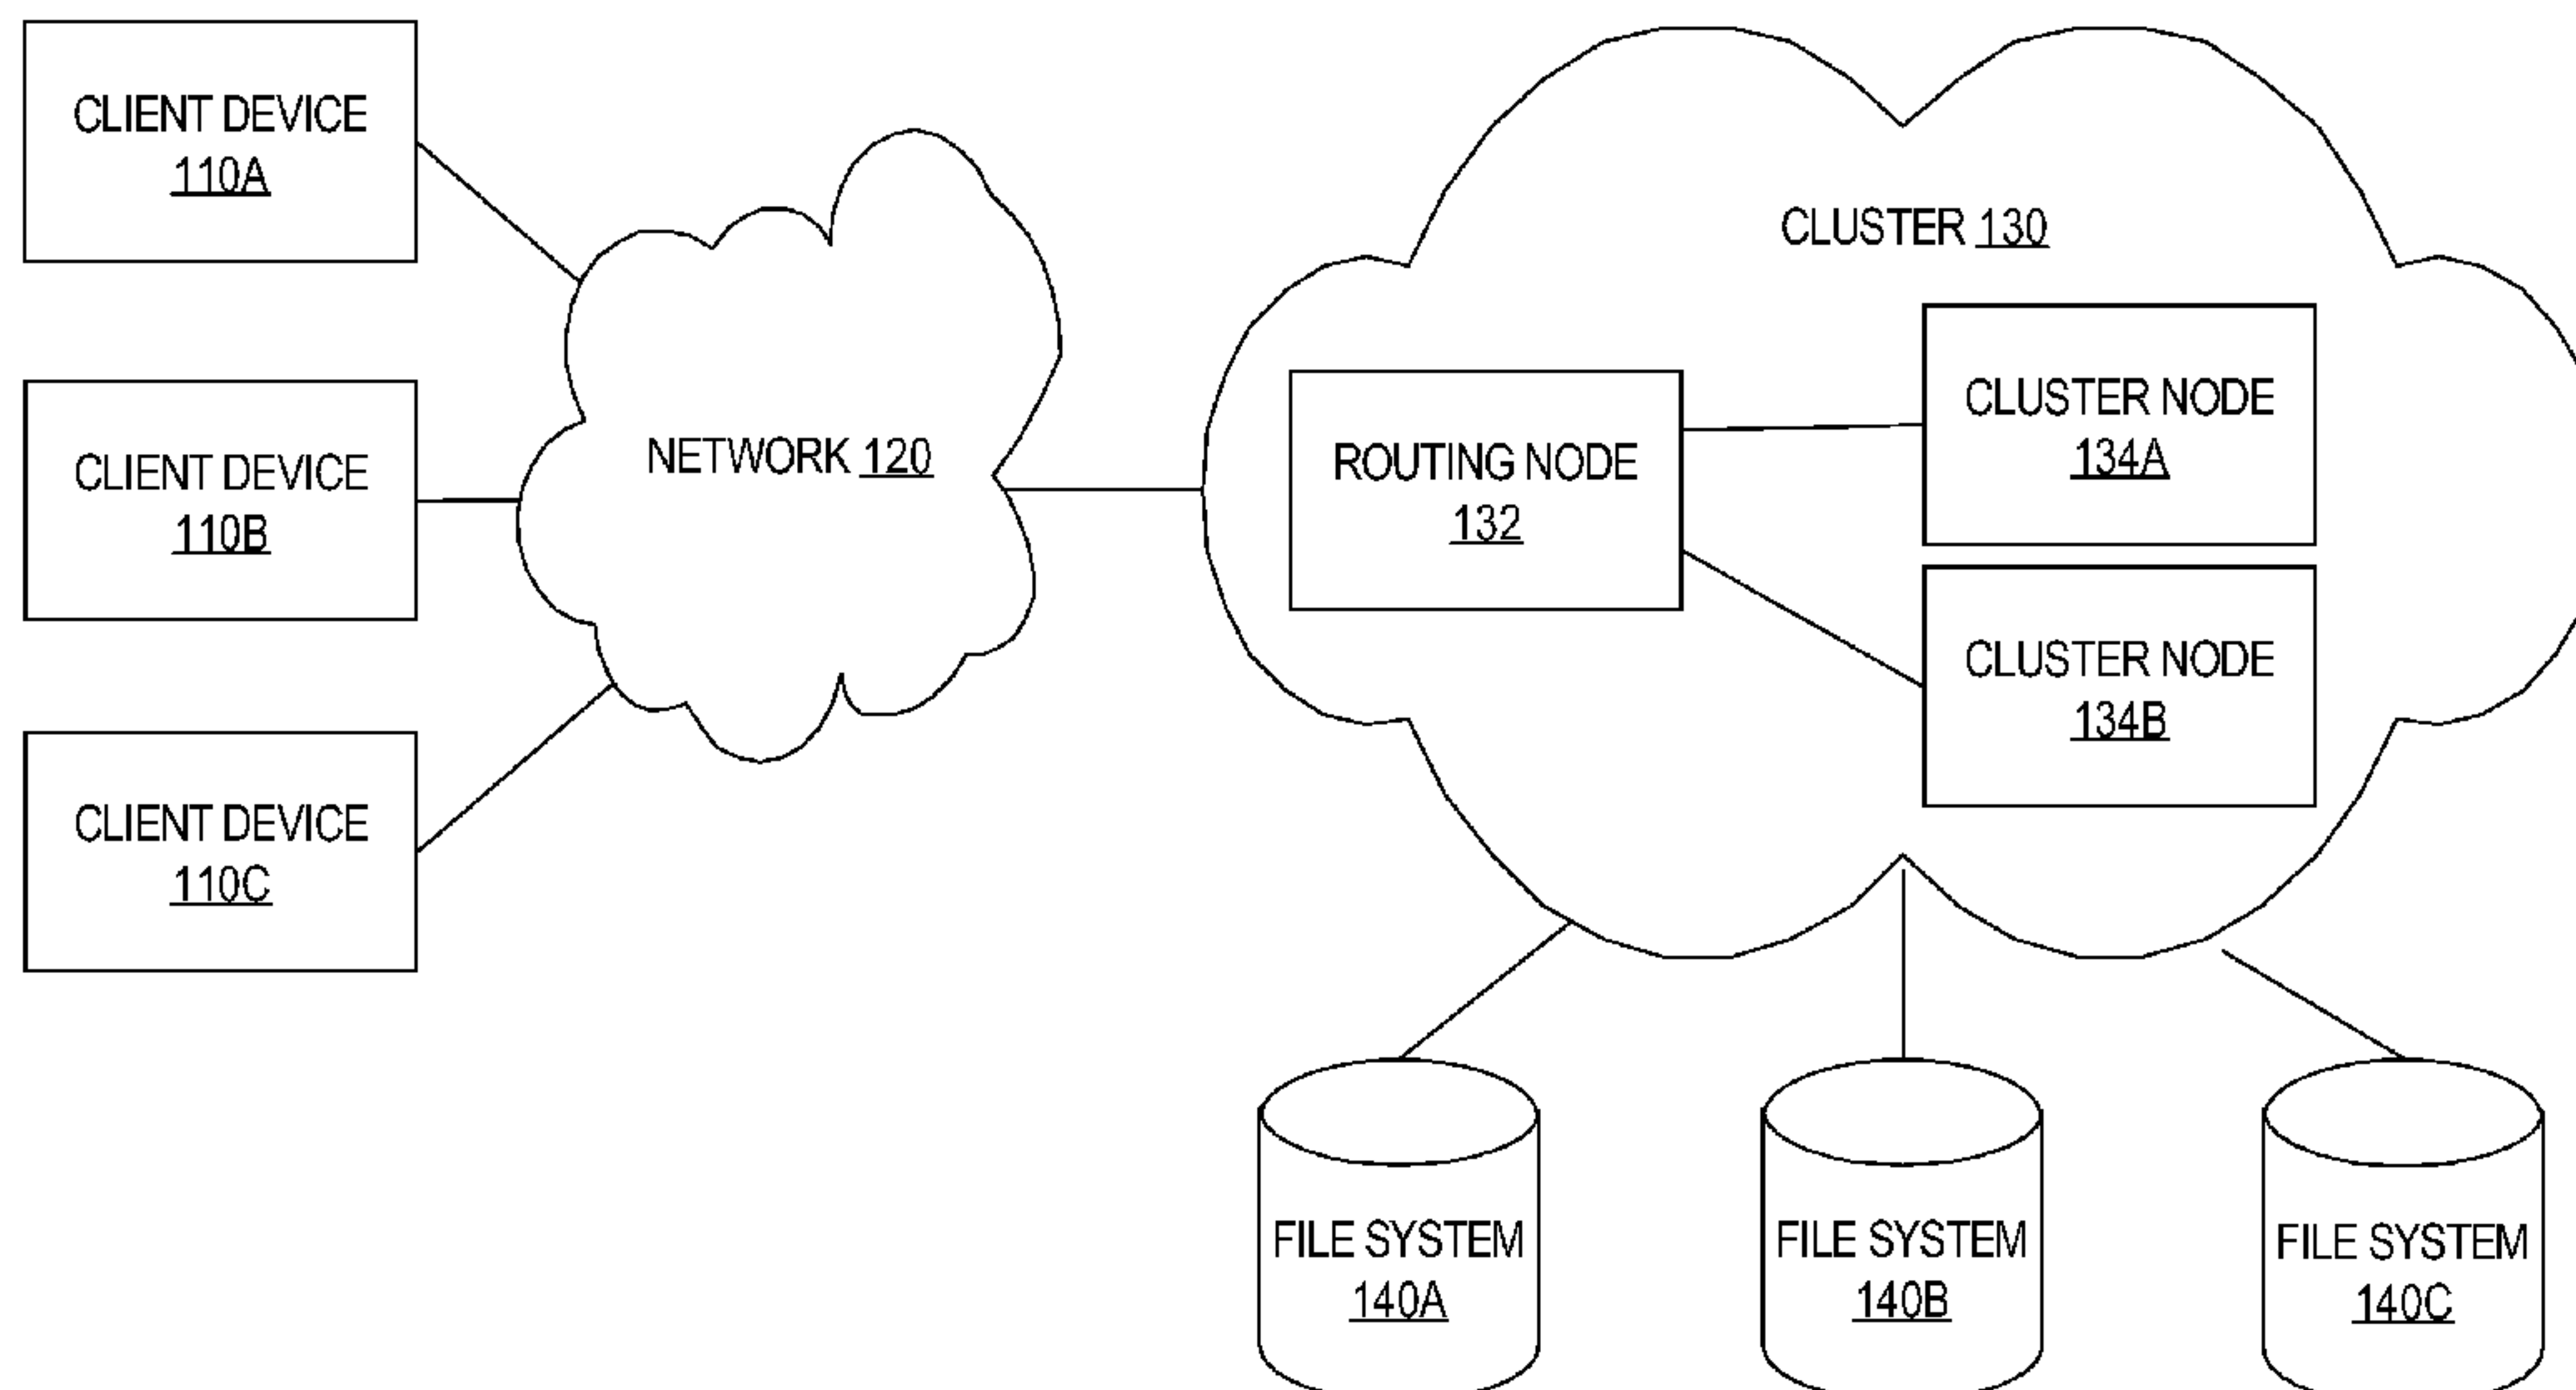 CLIENT DEVICE
110A
CLIENT DEVICE
110B
CLIENT DEVICE
110C
NETWORK 120
CLUSTER 130
ROUTING NODE
132
CLUSTER NODE
134A
CLUSTER NODE
134B
FILE SYSTEM
140A
FILE SYSTEM
140B
FILE SYSTEM
140C